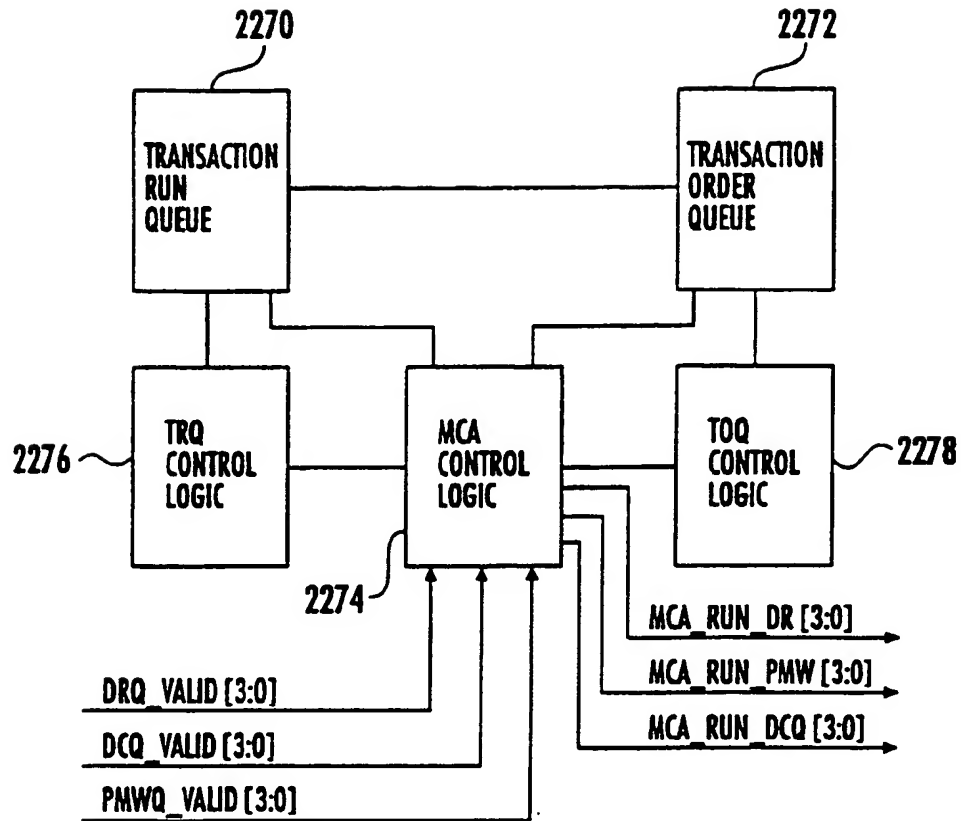 2270
2272
TRANSACTION
RUN
QUEUE
TRANSACTION
ORDER
QUEUE
2276
TRQ
CONTROL
LOGIC
MCA
CONTROL
LOGIC
TOQ
CONTROL
LOGIC
2278
2274
MCA_RUN_DR [3:0]
MCA_RUN_PMW [3:0]
MCA_RUN_DCQ [3:0]
DRQ_VALID [3:0]
DCQ_VALID [3:0]
PMWQ_VALID [3:0]